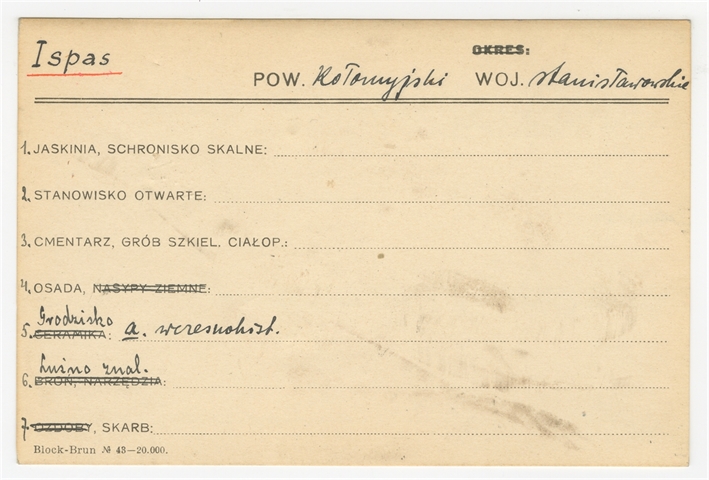 Ispas
OKRES:
POW. Kołomyjski WOJ. stanisławowskie
1. JASKINIA, SCHRONISKO SKALNE:
2. STANOWISKO OTWARTE:
3. CMENTARZ, GRÓB SZKIEL. CIAŁOP.:
4. OSADA, NASYPY ZIEMNE:
Grodzisko
5. CERAMIKA: a. wczesnohist.
Luźno znal.
6. BROŃ, NARZĘDZIA:
7. OZDOBY, SKARB:
Block-Brun № 43—20.000.